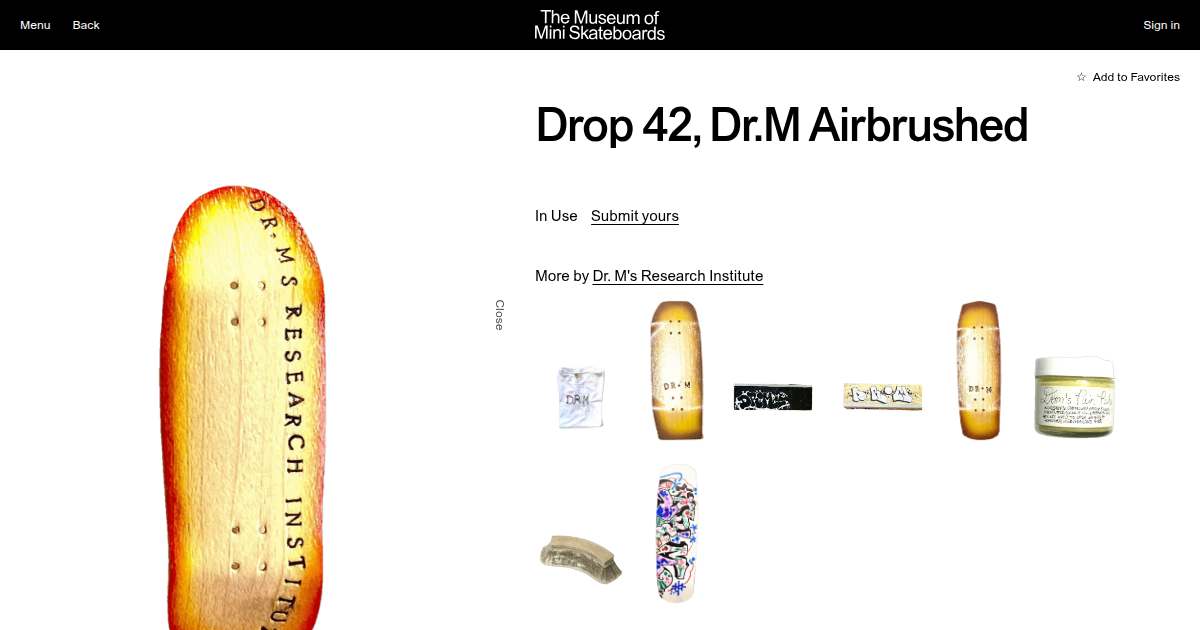 Menu
Back
The Museum of
Mini Skateboards
Sign in
☆ Add to Favorites
Drop 42, Dr.M Airbrushed
In Use
Submit yours
More by Dr. M's Research Institute
Close
DR. M S RESEARCH INSTITU
DR M
DR. M
DR. M